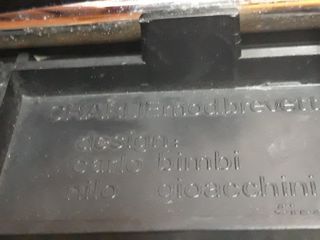 mod.brevett
design:
carlo bimbi
nilo gioacchini